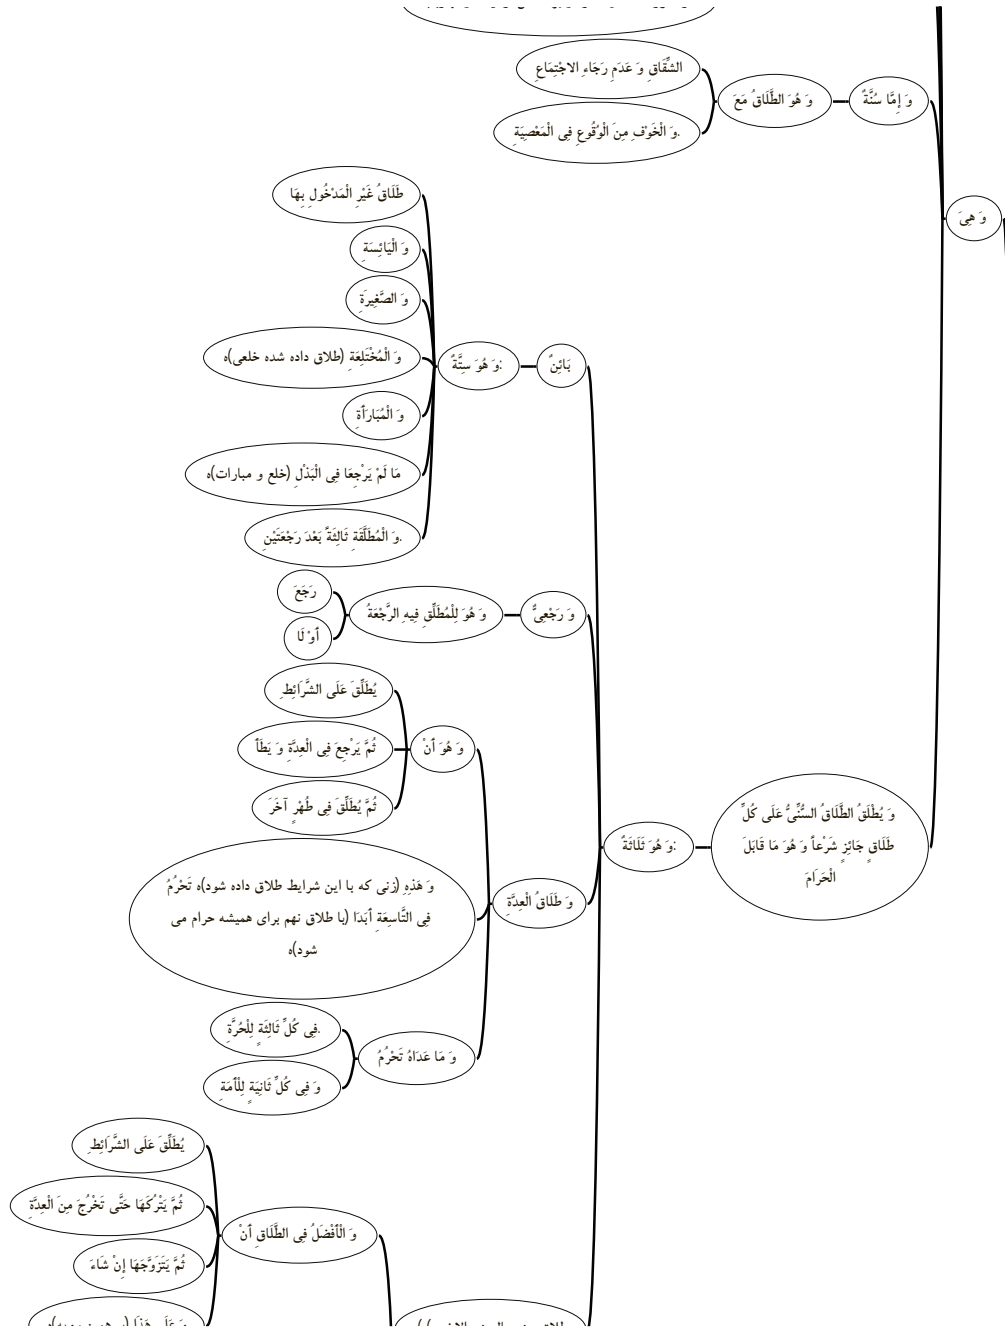 وَ هِیَ
وَ إِمَّا سُنَّةٌ
وَ هُوَ الطَّلَاقُ مَعَ
الشِّقَاقِ وَ عَدَمِ رَجَاءِ الاجْتِمَاعِ
.وَ الْخَوْفِ مِنَ الْوُقُوعِ فِی الْمَعْصِیَةِ
وَ یُطْلَقُ الطَّلَاقُ السُّنِّیُّ عَلَی کُلِّ
طَلَاقٍ جَائِزٍ شَرْعاً وَ هُوَ مَا قَابَلَ
الْحَرَامَ
:وَ هُوَ ثَلَاثَةٌ
بَائِنٌ
:وَ هُوَ سِتَّةٌ
طَلَاقُ غَیْرِ الْمَدْخُولِ بِهَا
وَ الْیَائِسَةِ
وَ الصَّغِیرَةِ
وَ الْمُخْتَلِعَةِ (طلاق داده شده خلعی)ه
وَ الْمُبَارَأَةِ
مَا لَمْ یَرْجِعَا فِی الْبَذْلِ (خلع و مبارات)ه
.وَ الْمُطَلَّقَةِ ثَالِثَةً بَعْدَ رَجْعَتَیْنِ
وَ رَجْعِیٌّ
وَ هُوَ لِلْمُطَلِّقِ فِیهِ الرَّجْعَةُ
رَجَعَ
أَوْ لَا
وَ طَلَاقُ الْعِدَّةِ
وَ هُوَ أَنْ
یُطَلِّقَ عَلَی الشَّرَائِطِ
ثُمَّ یَرْجِعَ فِی الْعِدَّةِ وَ یَطَأَ
ثُمَّ یُطَلِّقَ فِی طُهْرٍ آخَرَ
وَ هَذِهِ (زنی که با این شرایط طلاق داده شود)ه تَحْرُمُ
فِی التَّاسِعَةِ أَبَدَا (با طلاق نهم برای همیشه حرام می
شود)ه
وَ مَا عَدَاهُ تَحْرُمُ
.فِی کُلِّ ثَالِثَةٍ لِلْحُرَّةِ
وَ فِی کُلِّ ثَانِیَةٍ لِلْأَمَةِ
وَ الْأَفْضَلُ فِی الطَّلَاقِ أَنْ
یُطَلِّقَ عَلَی الشَّرَائِطِ
ثُمَّ یَتْرُکَهَا حَتَّی تَخْرُجَ مِنَ الْعِدَّةِ
ثُمَّ یَتَزَوَّجَهَا إِنْ شَاءَ